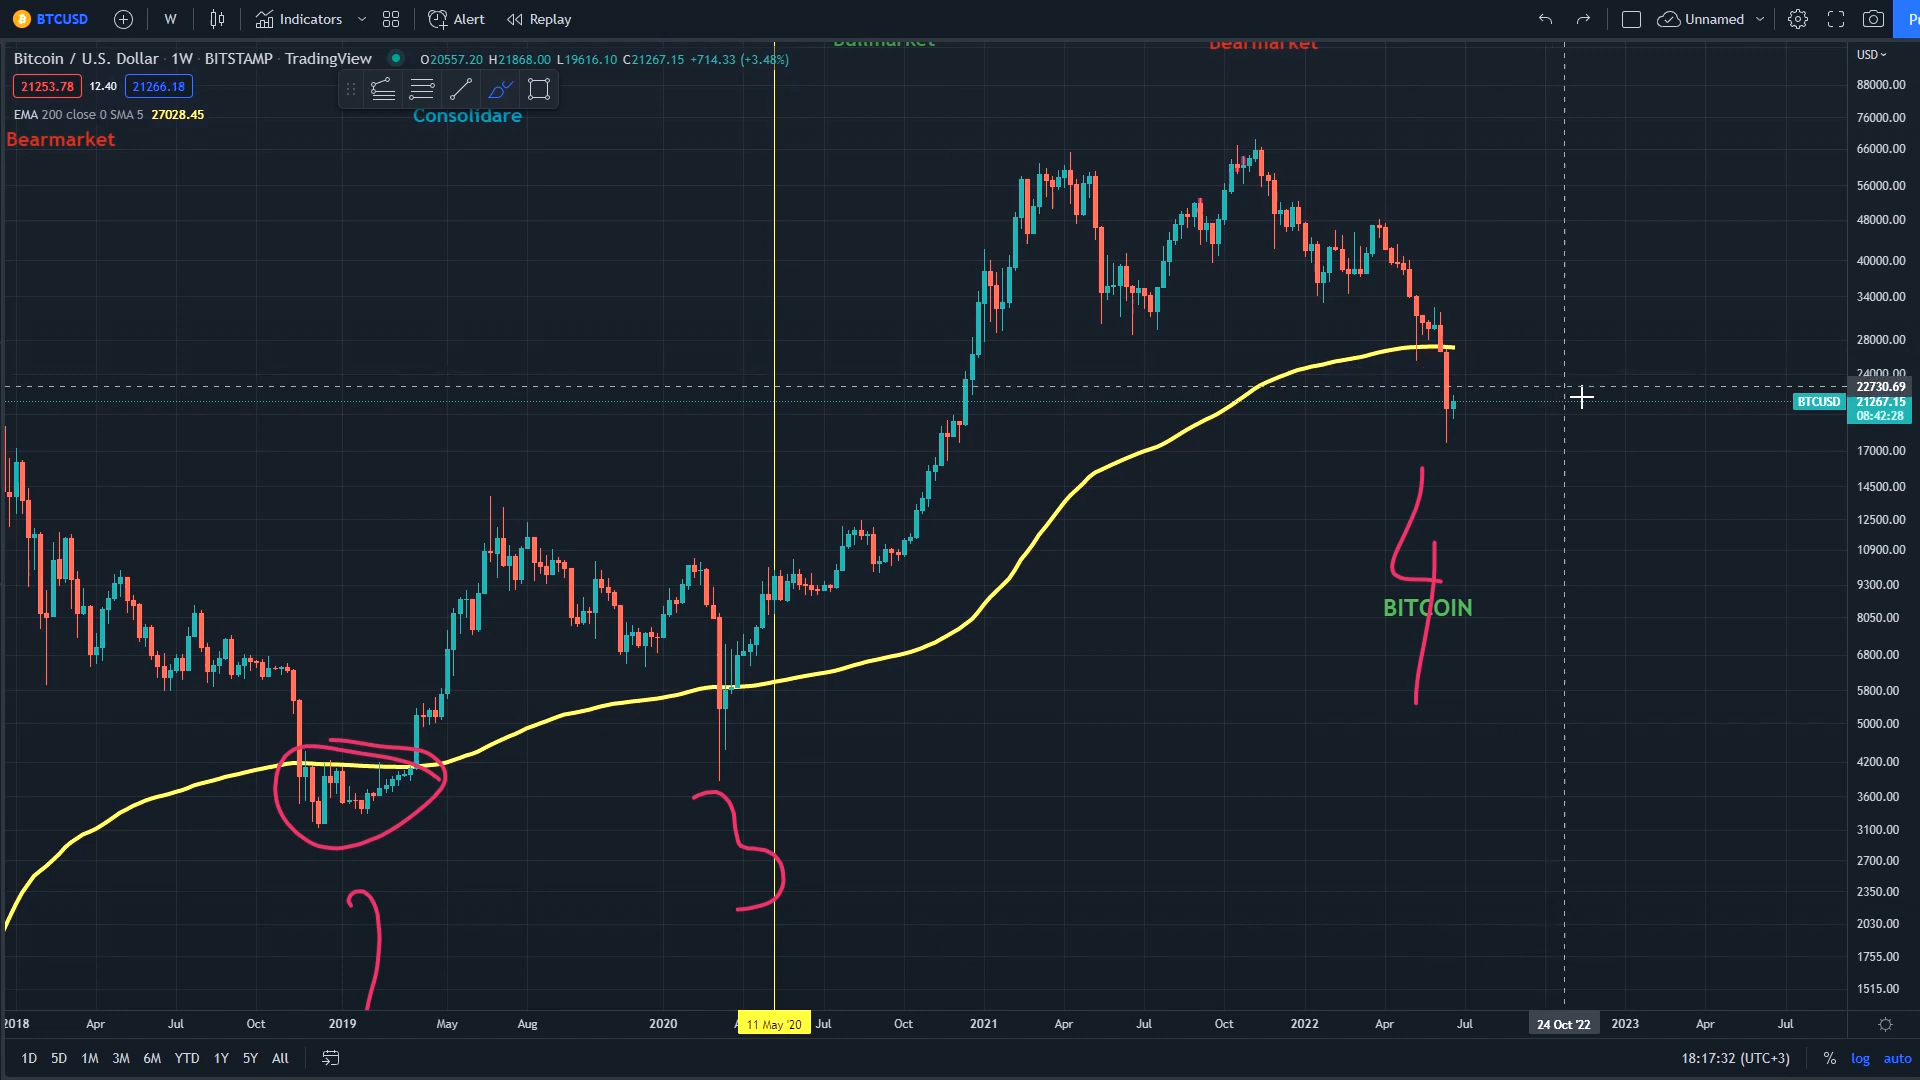 BTCUSD W Indicators Alert Replay Unnamed
Bullmarket Bearmarket
Bitcoin / U.S. Dollar · 1W · BITSTAMP · TradingView O20557.20 H21868.00 L19616.10 C21267.15 +714.33 (+3.48%) USD
21253.78 12.40 21266.18
EMA 200 close 0 SMA 5 27028.45
Consolidare
Bearmarket
88000.00
76000.00
66000.00
56000.00
48000.00
40000.00
34000.00
28000.00
24000.00
22730.69
BTCUSD 21267.15
08:42:28
17000.00
14500.00
12500.00
10900.00
9300.00
4
BITCOIN
8050.00
6800.00
5800.00
5000.00
4200.00
3600.00
3100.00
3
2700.00
2350.00
2030.00
1755.00
1515.00
2018 Apr Jul Oct 2019 May Aug 2020 11 May '20 Jul Oct 2021 Apr Jul Oct 2022 Apr Jul 24 Oct '22 2023 Apr Jul
1D 5D 1M 3M 6M YTD 1Y 5Y All 18:17:32 (UTC+3) % log auto